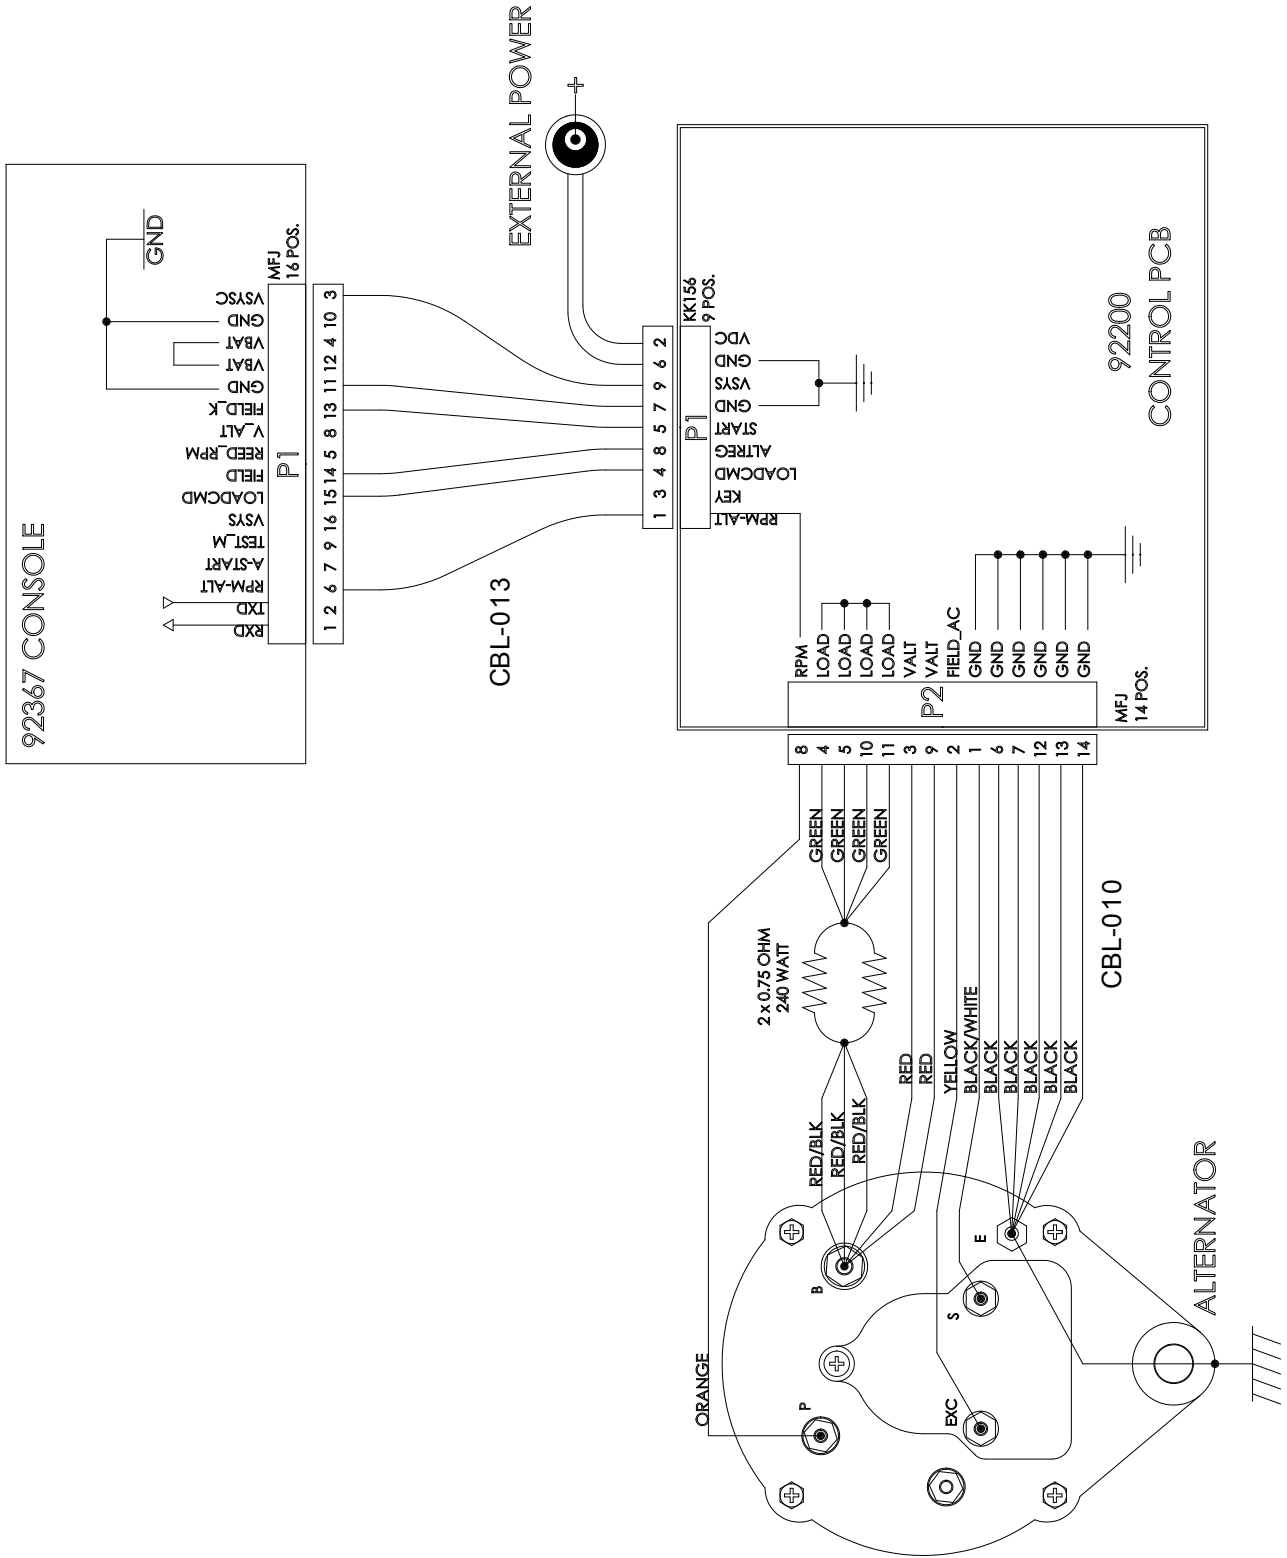 92367 CONSOLE
GND
MFJ
16 POS.
VSYSC
GND
VBAT
VBAT
GND
FIELD_K
V_ALT
REED_RPM
FIELD
LOADCMD
VSYS
TEST_M
A-START
RPM-ALT
TXD
RXD
P1
3
10
4
12
11
13
8
5
14
15
16
9
7
6
2
1
CBL-013
EXTERNAL POWER
+
KK156
9 POS.
2
6
9
7
5
8
4
3
1
P1
VDC
GND
VSYS
GND
START
ALTREG
LOADCMD
KEY
RPM-ALT
92200
CONTROL PCB
RPM
LOAD
LOAD
LOAD
LOAD
VALT
VALT
FIELD_AC
GND
GND
GND
GND
GND
GND
P2
MFJ
14 POS.
8
4
5
10
11
3
9
2
1
6
7
12
13
14
GREEN
GREEN
GREEN
GREEN
2 x 0.75 OHM
240 WATT
CBL-010
RED/BLK
RED/BLK
RED/BLK
RED
RED
YELLOW
BLACK/WHITE
BLACK
BLACK
BLACK
BLACK
BLACK
ORANGE
B
P
S
E
EXC
ALTERNATOR